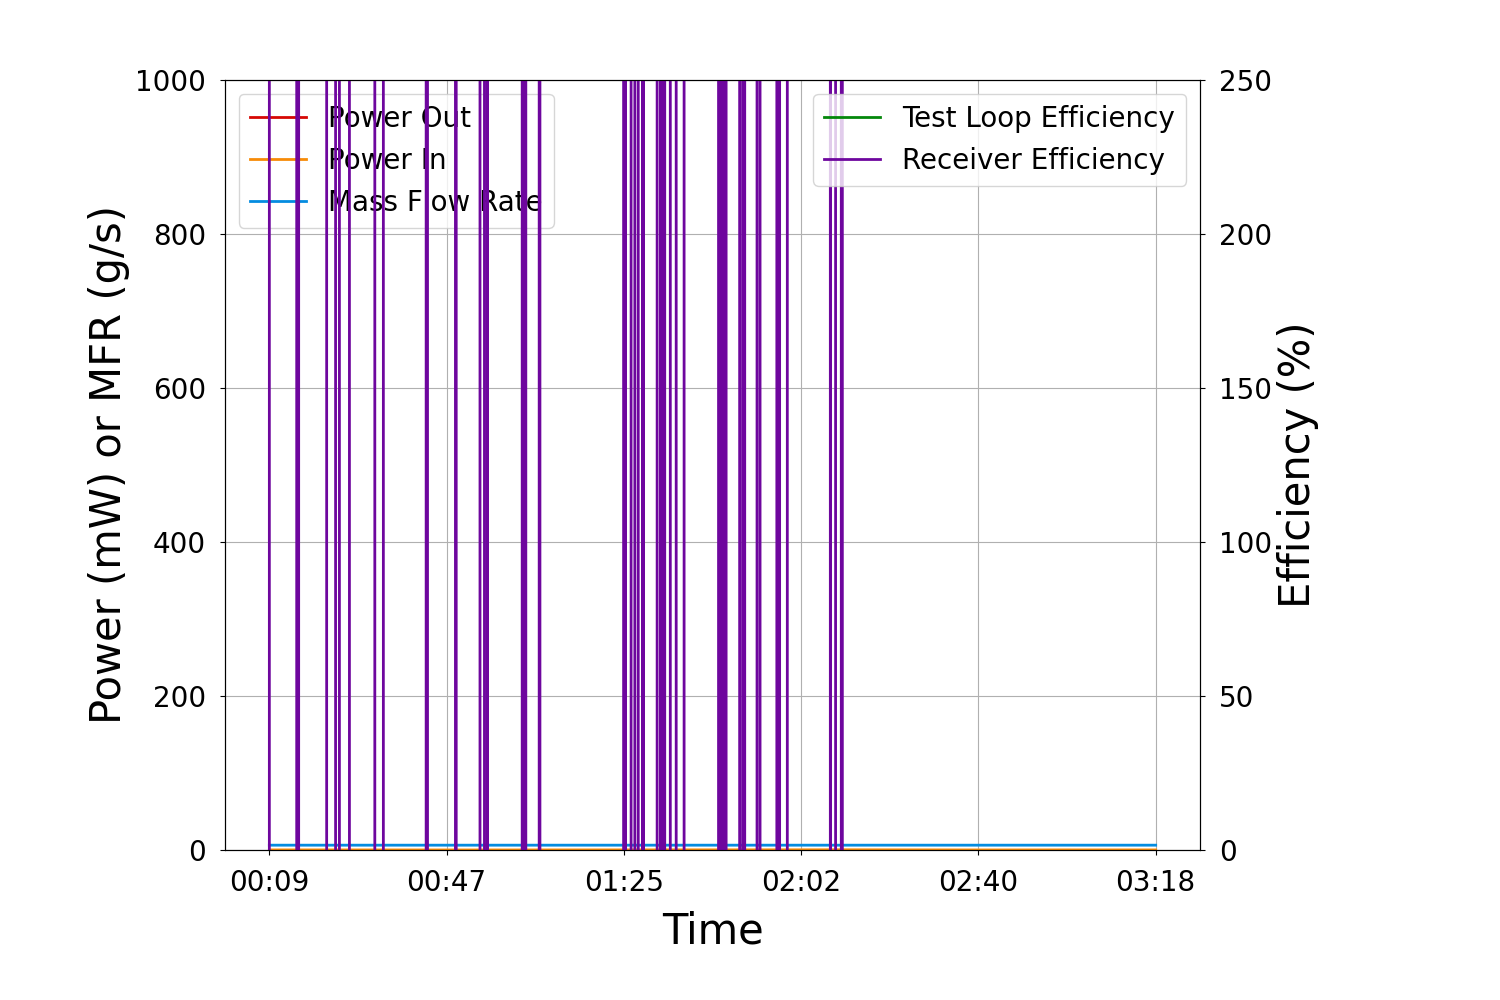 1000
800
600
400
200
0
Power (mW) or MFR (g/s)
Power Out
Power In
Mass Flow Rate
Test Loop Efficiency
Receiver Efficiency
250
200
150
100
50
0
Efficiency (%)
00:09
00:47
01:25
02:02
02:40
03:18
Time